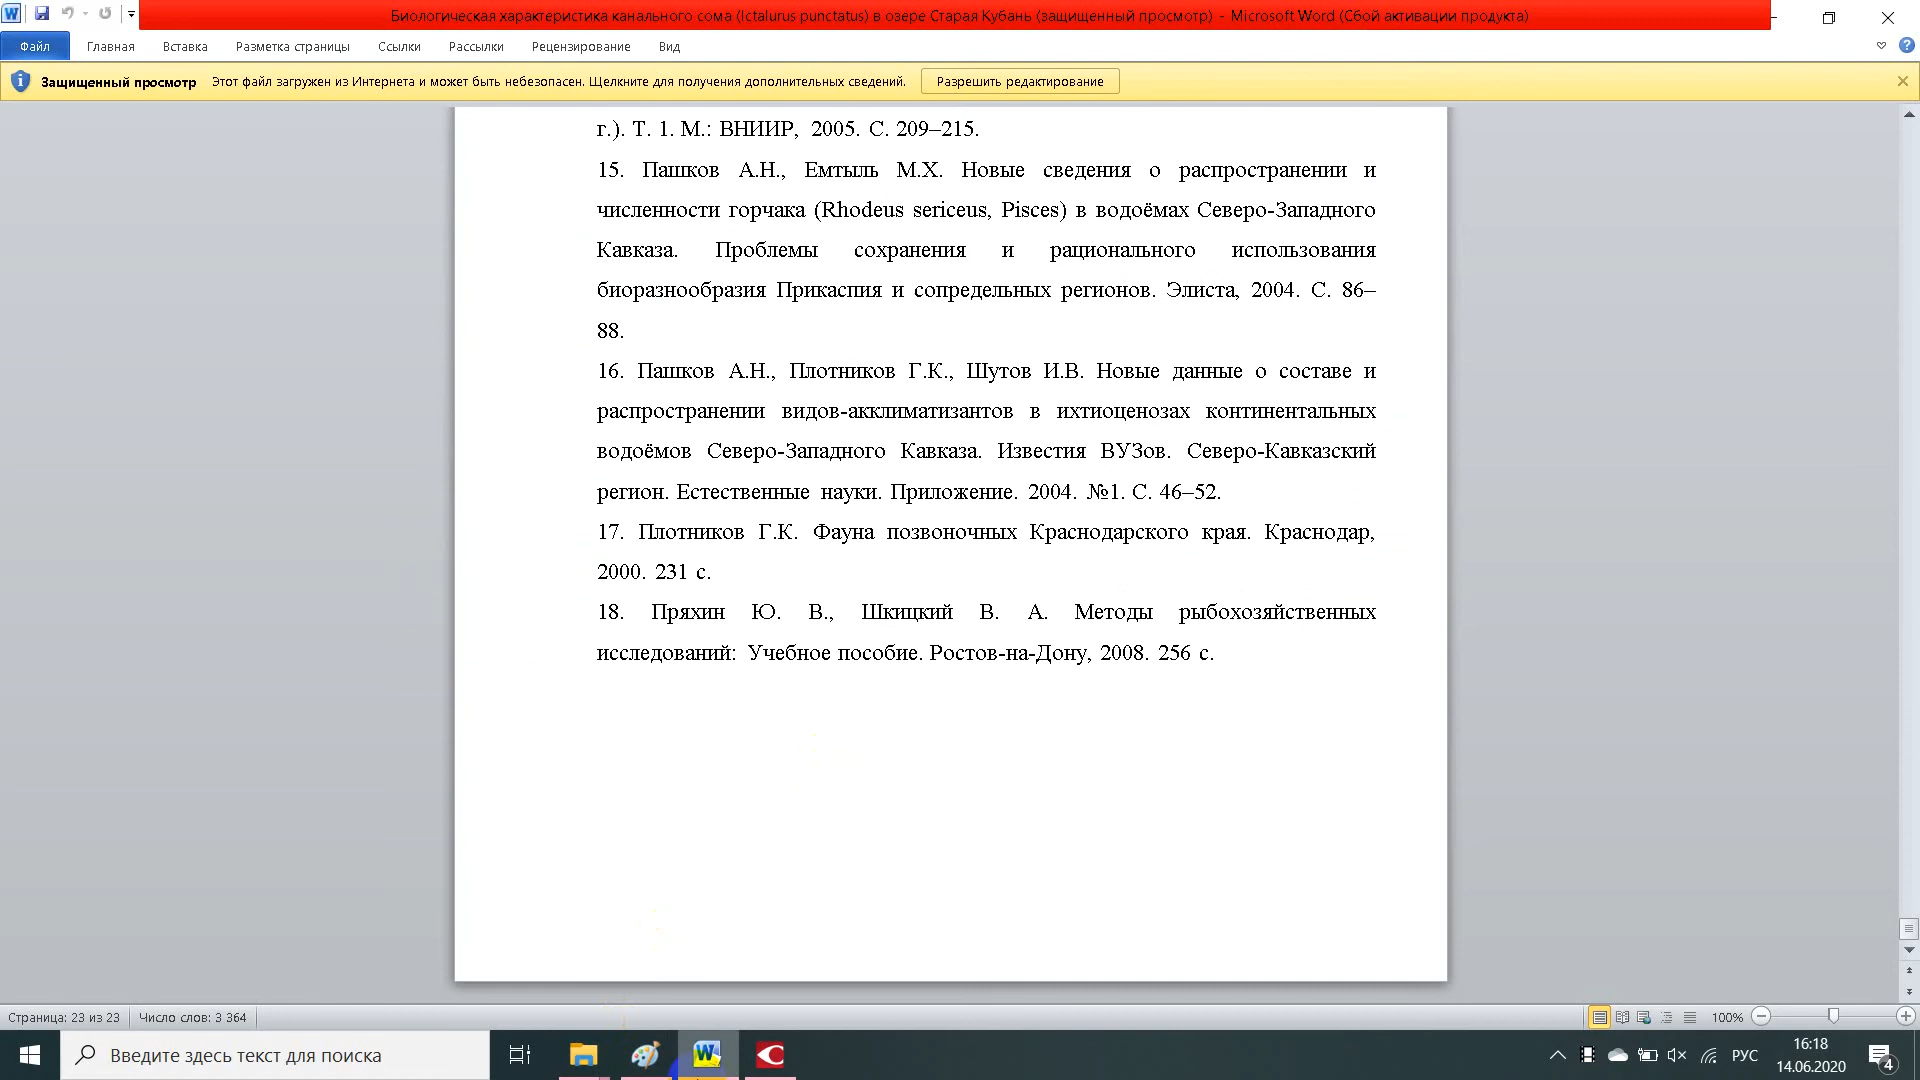 Биологическая характеристика канального сома (Ictalurus punctatus) в озере Старая Кубань (защищенный просмотр) - Microsoft Word (Сбой активации продукта)
Файл Главная Вставка Разметка страницы Ссылки Рассылки Рецензирование Вид
Защищенный просмотр Этот файл загружен из Интернета и может быть небезопасен. Щелкните для получения дополнительных сведений. Разрешить редактирование
г.). Т. 1. М.: ВНИИР, 2005. С. 209–215.
15. Пашков А.Н., Емтыль М.Х. Новые сведения о распространении и
численности горчака (Rhodeus sericeus, Pisces) в водоёмах Северо-Западного
Кавказа. Проблемы сохранения и рационального использования
биоразнообразия Прикаспия и сопредельных регионов. Элиста, 2004. С. 86–
88.
16. Пашков А.Н., Плотников Г.К., Шутов И.В. Новые данные о составе и
распространении видов-акклиматизантов в ихтиоценозах континентальных
водоёмов Северо-Западного Кавказа. Известия ВУЗов. Северо-Кавказский
регион. Естественные науки. Приложение. 2004. №1. С. 46–52.
17. Плотников Г.К. Фауна позвоночных Краснодарского края. Краснодар,
2000. 231 с.
18. Пряхин Ю. В., Шкицкий В. А. Методы рыбохозяйственных
исследований: Учебное пособие. Ростов-на-Дону, 2008. 256 с.
Страница: 23 из 23 Число слов: 3 364 100%
Введите здесь текст для поиска РУС 16:18
14.06.2020 4